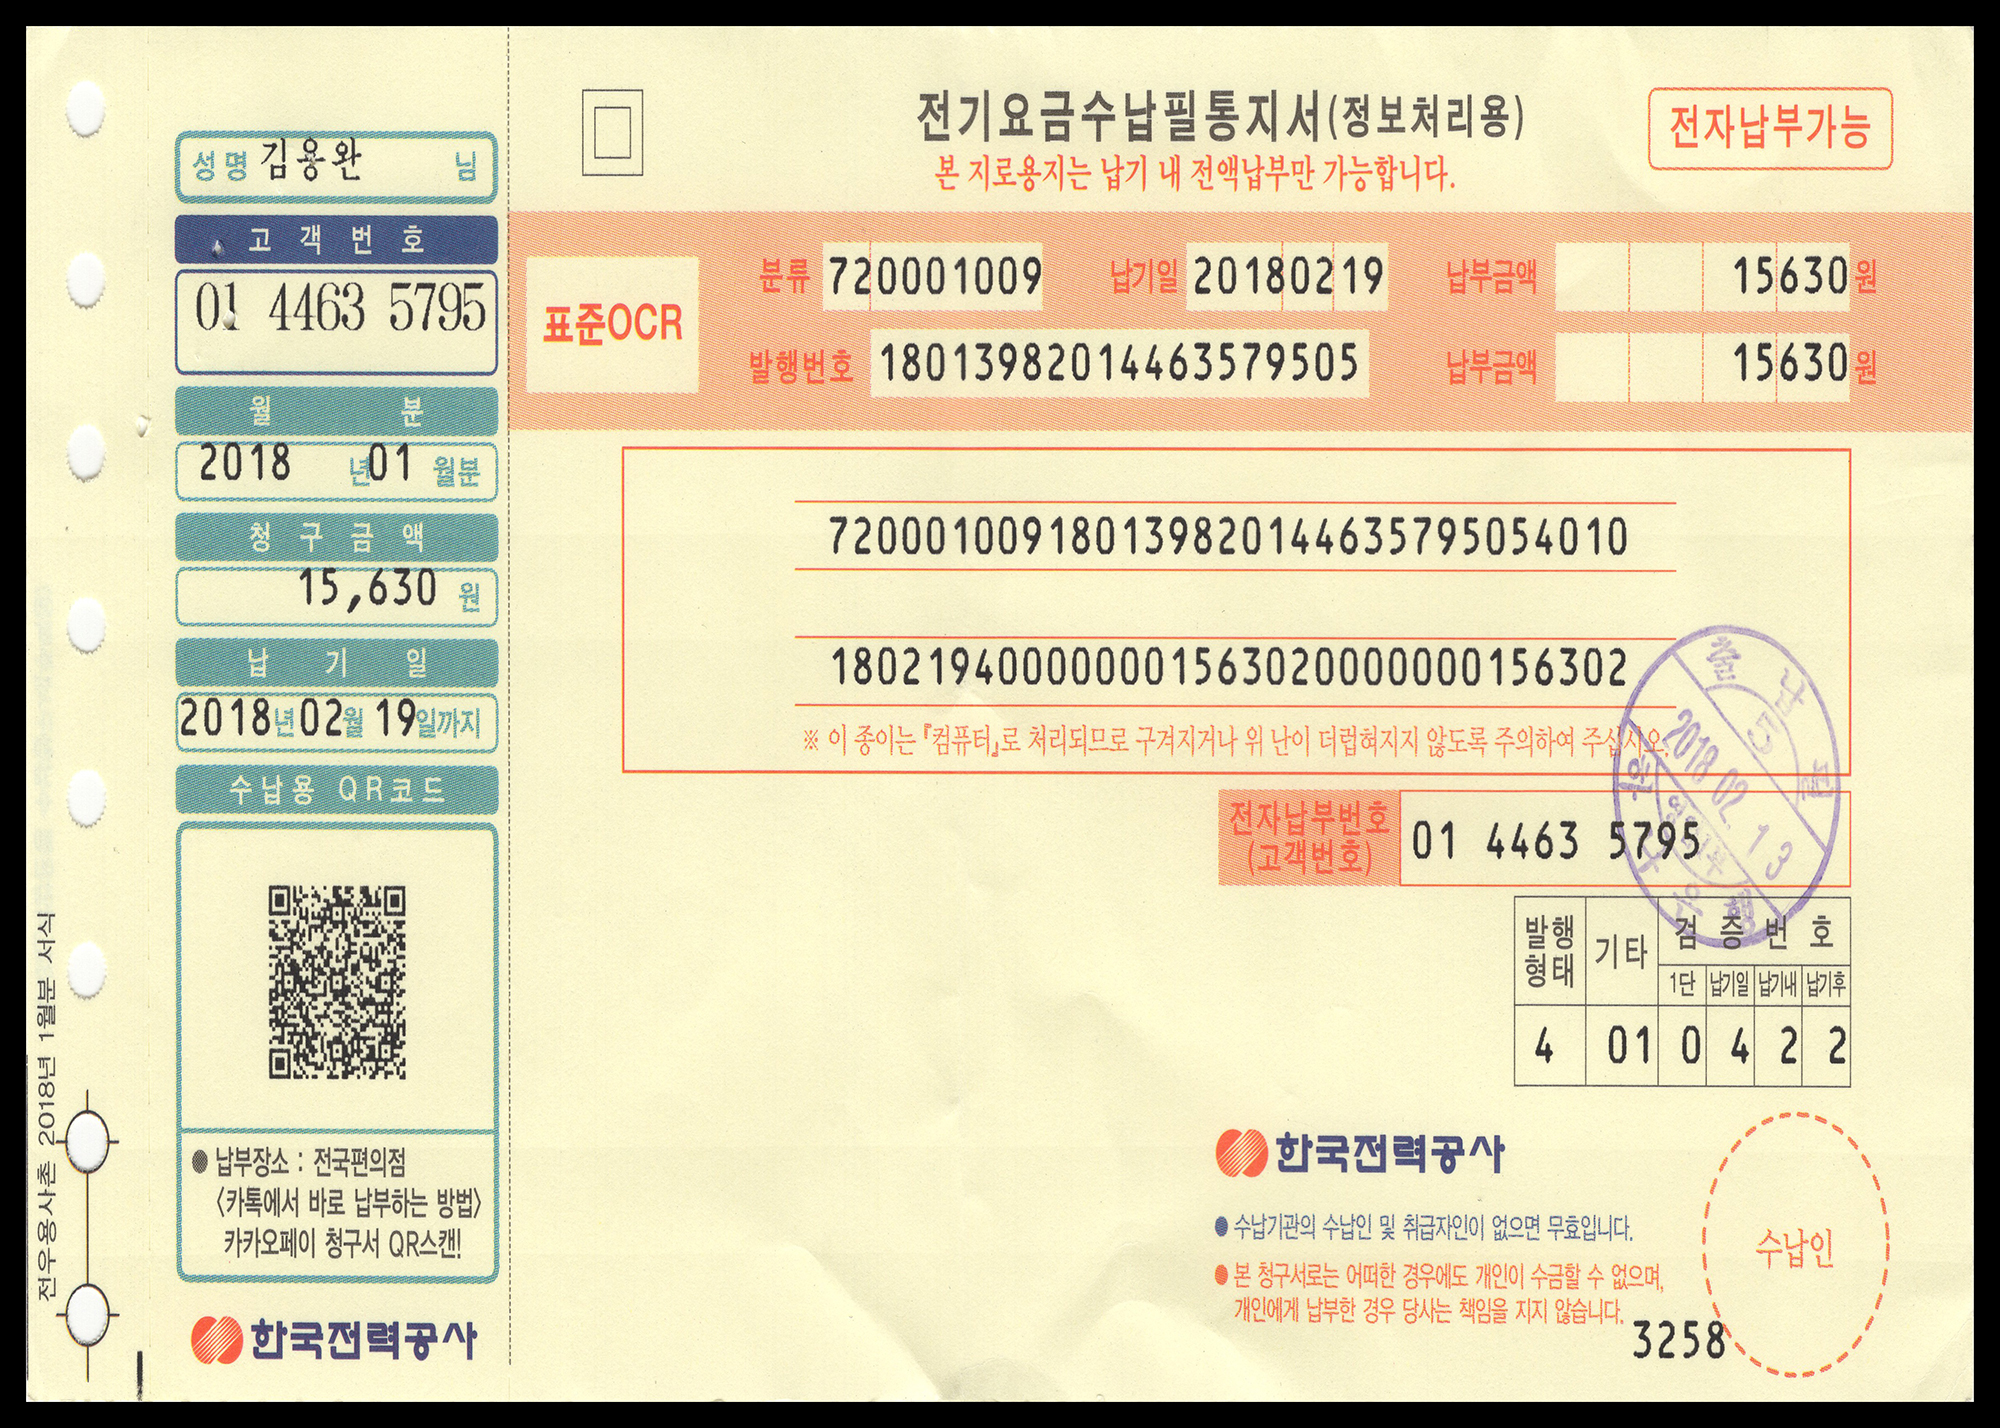 성명 김용완 님
고객번호
01 4463 5795
월 분
2018 년 01 월분
청구금액
15,630 원
납기일
2018년 02월 19일까지
수납용 QR코드
● 납부장소 : 전국편의점
<카톡에서 바로 납부하는 방법>
카카오페이 청구서 QR스캔!
한국전력공사
전우용사촌 2018년 1월분 서식
전기요금수납필통지서(정보처리용)
본 지로용지는 납기 내 전액납부만 가능합니다.
전자납부가능
표준OCR
분류 720001009 납기일 20180219 납부금액 15630 원
발행번호 1801398201446357950​5 납부금액 15630 원
7200010091801398201446357950​54010
18021940000000015630200000000156302
※ 이 종이는 『컴퓨터』로 처리되므로 구겨지거나 위 난이 더럽혀지지 않도록 주의하여 주십시오.
출납필
5
2018.02.13
은행
전자납부번호
(고객번호)
01 4463 5795
발행형태 기타 검증번호
1단 납기일 납기내 납기후
4 01 0 4 2 2
한국전력공사
● 수납기관의 수납인 및 취급자인이 없으면 무효입니다.
● 본 청구서로는 어떠한 경우에도 개인이 수금할 수 없으며,
개인에게 납부한 경우 당사는 책임을 지지 않습니다.
3258
수납인